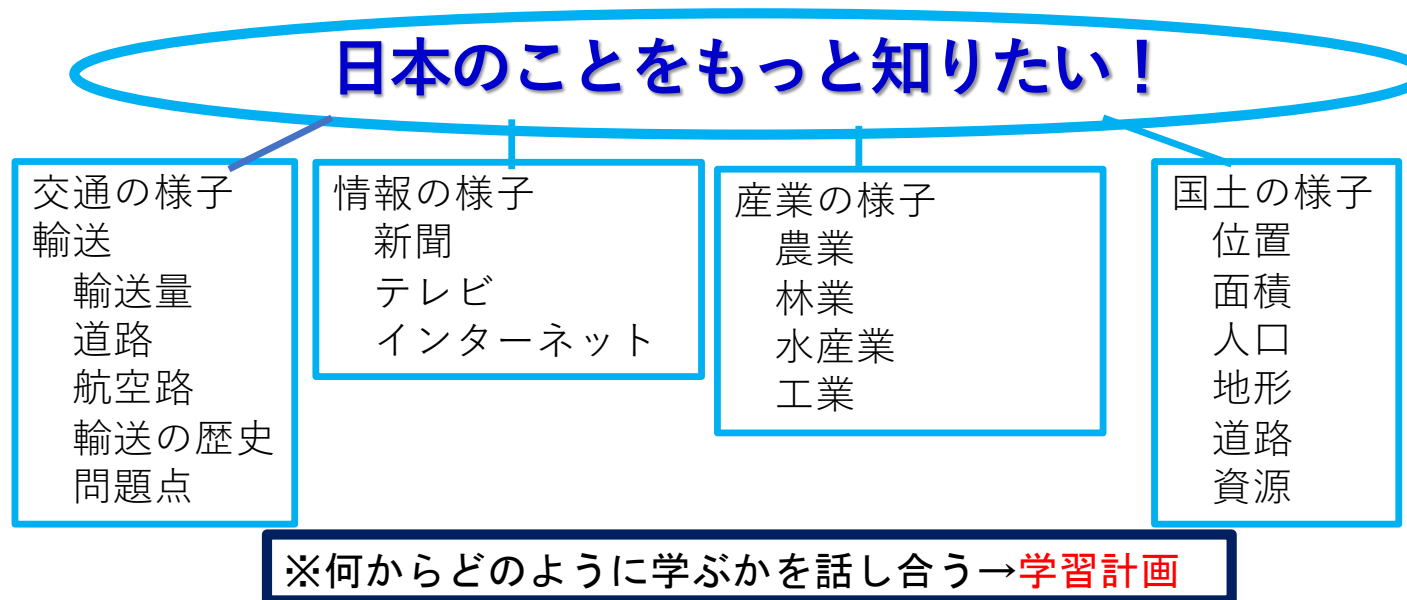 日本のことをもっと知りたい！
交通の様子
輸送
輸送量
道路
航空路
輸送の歴史
問題点
情報の様子
新聞
テレビ
インターネット
産業の様子
農業
林業
水産業
工業
国土の様子
位置
面積
人口
地形
道路
資源
※何からどのように学ぶかを話し合う→学習計画